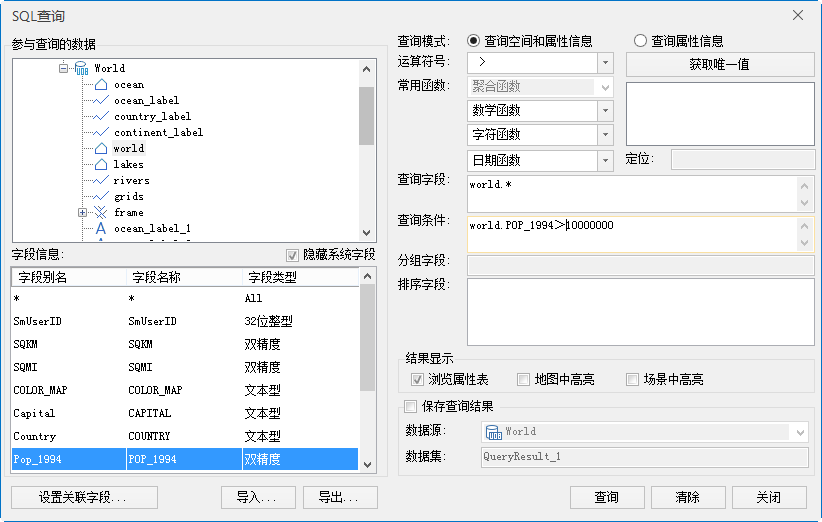 SQL查询
参与查询的数据
World
ocean
ocean_label
country_label
continent_label
world
lakes
rivers
grids
frame
ocean_label_1
字段信息:
隐藏系统字段
字段别名 字段名称 字段类型
* * All
SmUserID SmUserID 32位整型
SQKM SQKM 双精度
SQMI SQMI 双精度
COLOR_MAP COLOR_MAP 文本型
Capital CAPITAL 文本型
Country COUNTRY 文本型
Pop_1994 POP_1994 双精度
设置关联字段... 导入... 导出...
查询模式: 查询空间和属性信息 查询属性信息
运算符号: > 获取唯一值
常用函数: 聚合函数
数学函数
字符函数
日期函数 定位:
查询字段: world.*
查询条件: world.POP_1994>10000000
分组字段:
排序字段:
结果显示
浏览属性表 地图中高亮 场景中高亮
保存查询结果
数据源: World
数据集: QueryResult_1
查询 清除 关闭